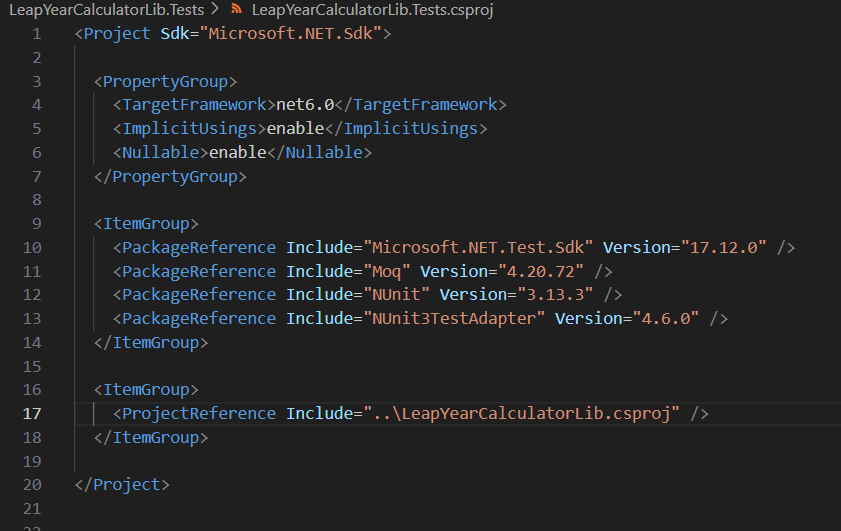 LeapYearCalculatorLib.Tests > LeapYearCalculatorLib.Tests.csproj
1 <Project Sdk="Microsoft.NET.Sdk">
2
3 <PropertyGroup>
4 <TargetFramework>net6.0</TargetFramework>
5 <ImplicitUsings>enable</ImplicitUsings>
6 <Nullable>enable</Nullable>
7 </PropertyGroup>
8
9 <ItemGroup>
10 <PackageReference Include="Microsoft.NET.Test.Sdk" Version="17.12.0" />
11 <PackageReference Include="Moq" Version="4.20.72" />
12 <PackageReference Include="NUnit" Version="3.13.3" />
13 <PackageReference Include="NUnit3TestAdapter" Version="4.6.0" />
14 </ItemGroup>
15
16 <ItemGroup>
17 <ProjectReference Include="..\LeapYearCalculatorLib.csproj" />
18 </ItemGroup>
19
20 </Project>
21